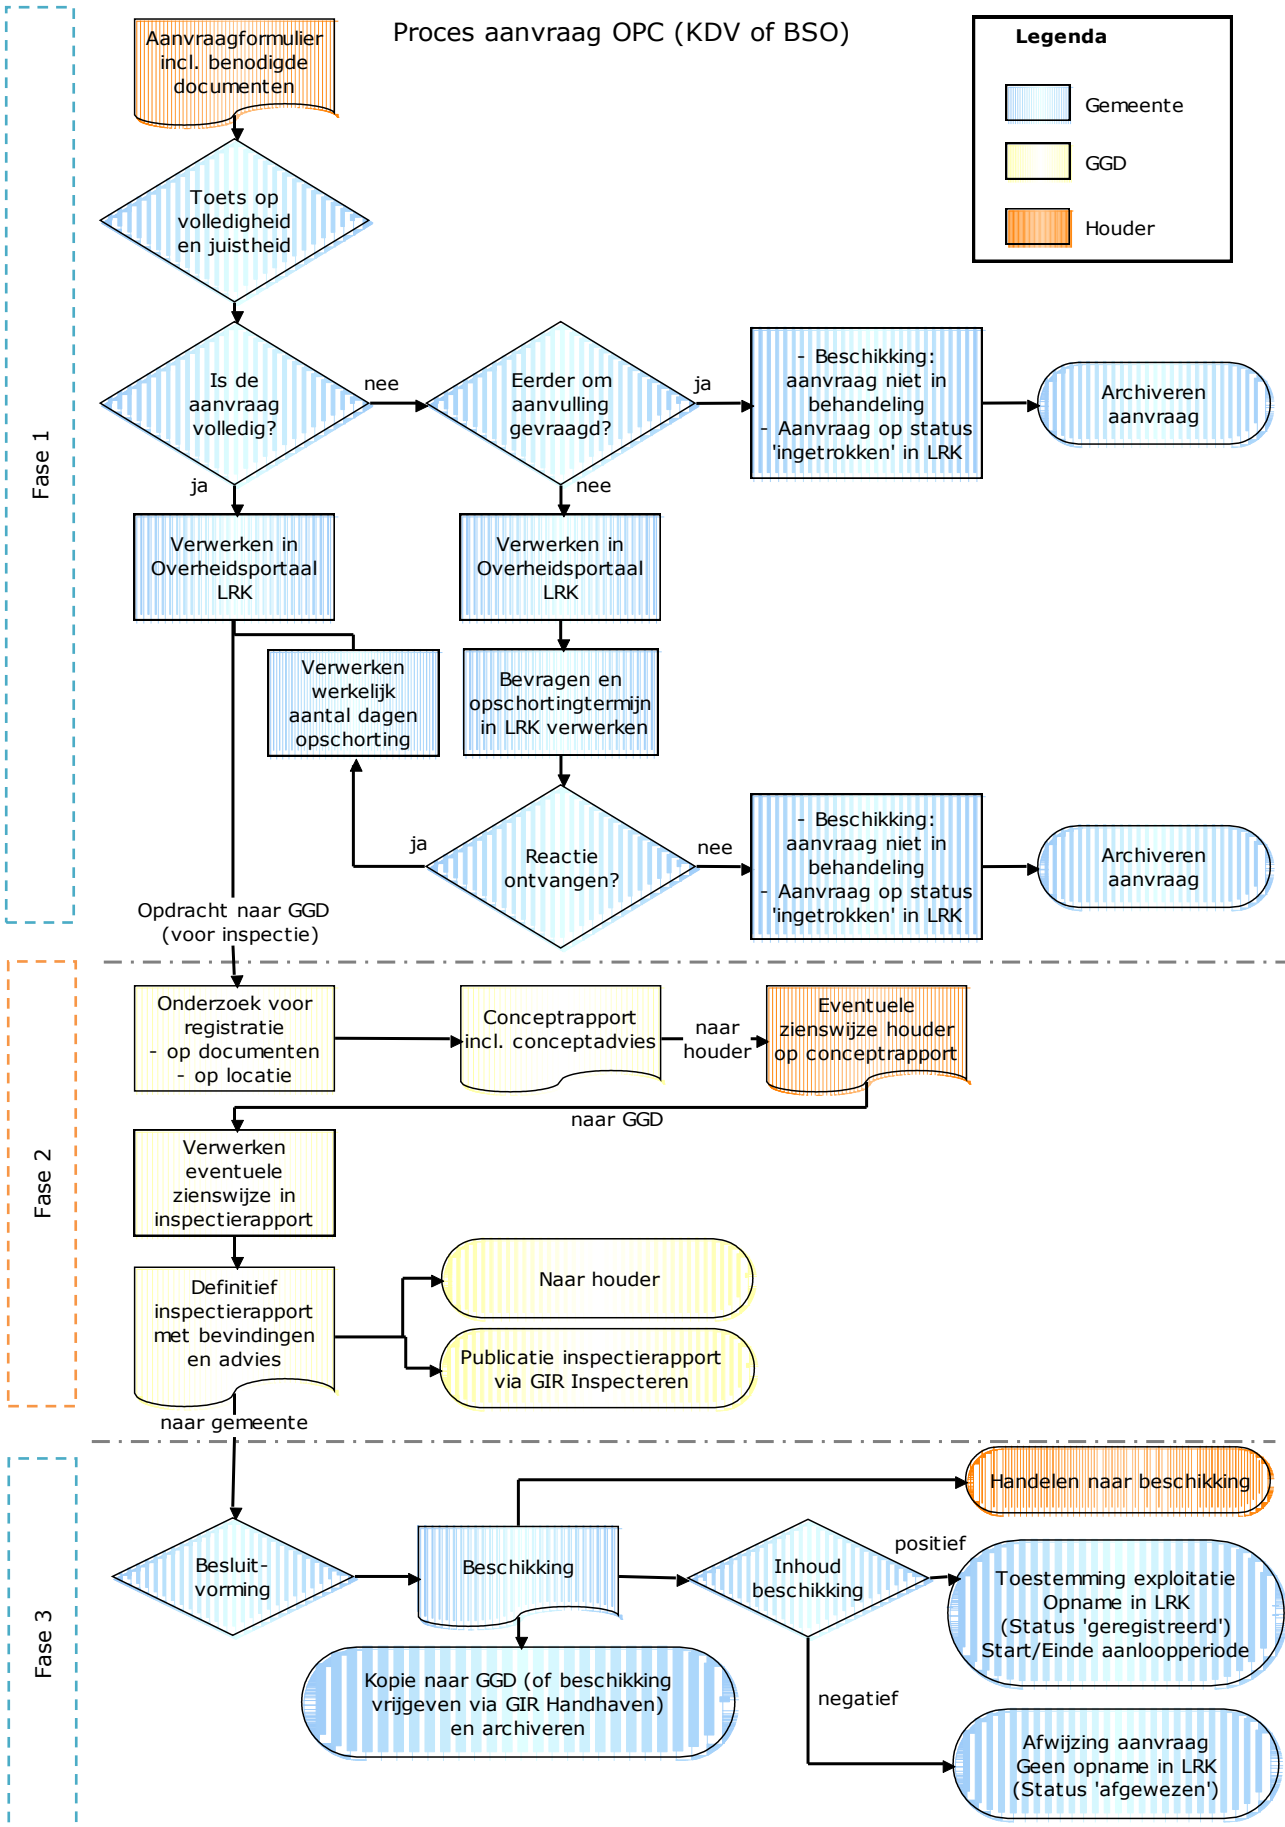 Proces aanvraag OPC (KDV of BSO)
Legenda
Gemeente
GGD
Houder
Fase 1
Aanvraagformulier
incl. benodigde
documenten
Toets op
volledigheid
en juistheid
Is de
aanvraag
volledig?
nee
Eerder om
aanvulling
gevraagd?
ja
- Beschikking:
aanvraag niet in
behandeling
- Aanvraag op status
'ingetrokken' in LRK
Archiveren
aanvraag
ja
nee
Verwerken in
Overheidsportaal
LRK
Verwerken in
Overheidsportaal
LRK
Verwerken
werkelijk
aantal dagen
opschorting
Bevragen en
opschortingtermijn
in LRK verwerken
ja
Reactie
ontvangen?
nee
- Beschikking:
aanvraag niet in
behandeling
- Aanvraag op status
'ingetrokken' in LRK
Archiveren
aanvraag
Opdracht naar GGD
(voor inspectie)
Fase 2
Onderzoek voor
registratie
- op documenten
- op locatie
Conceptrapport
incl. conceptadvies
naar
houder
Eventuele
zienswijze houder
op conceptrapport
naar GGD
Verwerken
eventuele
zienswijze in
inspectierapport
Definitief
inspectierapport
met bevindingen
en advies
Naar houder
Publicatie inspectierapport
via GIR Inspecteren
naar gemeente
Fase 3
Handelen naar beschikking
Besluit-
vorming
Beschikking
Inhoud
beschikking
positief
Toestemming exploitatie
Opname in LRK
(Status 'geregistreerd')
Start/Einde aanloopperiode
Kopie naar GGD (of beschikking
vrijgeven via GIR Handhaven)
en archiveren
negatief
Afwijzing aanvraag
Geen opname in LRK
(Status 'afgewezen')